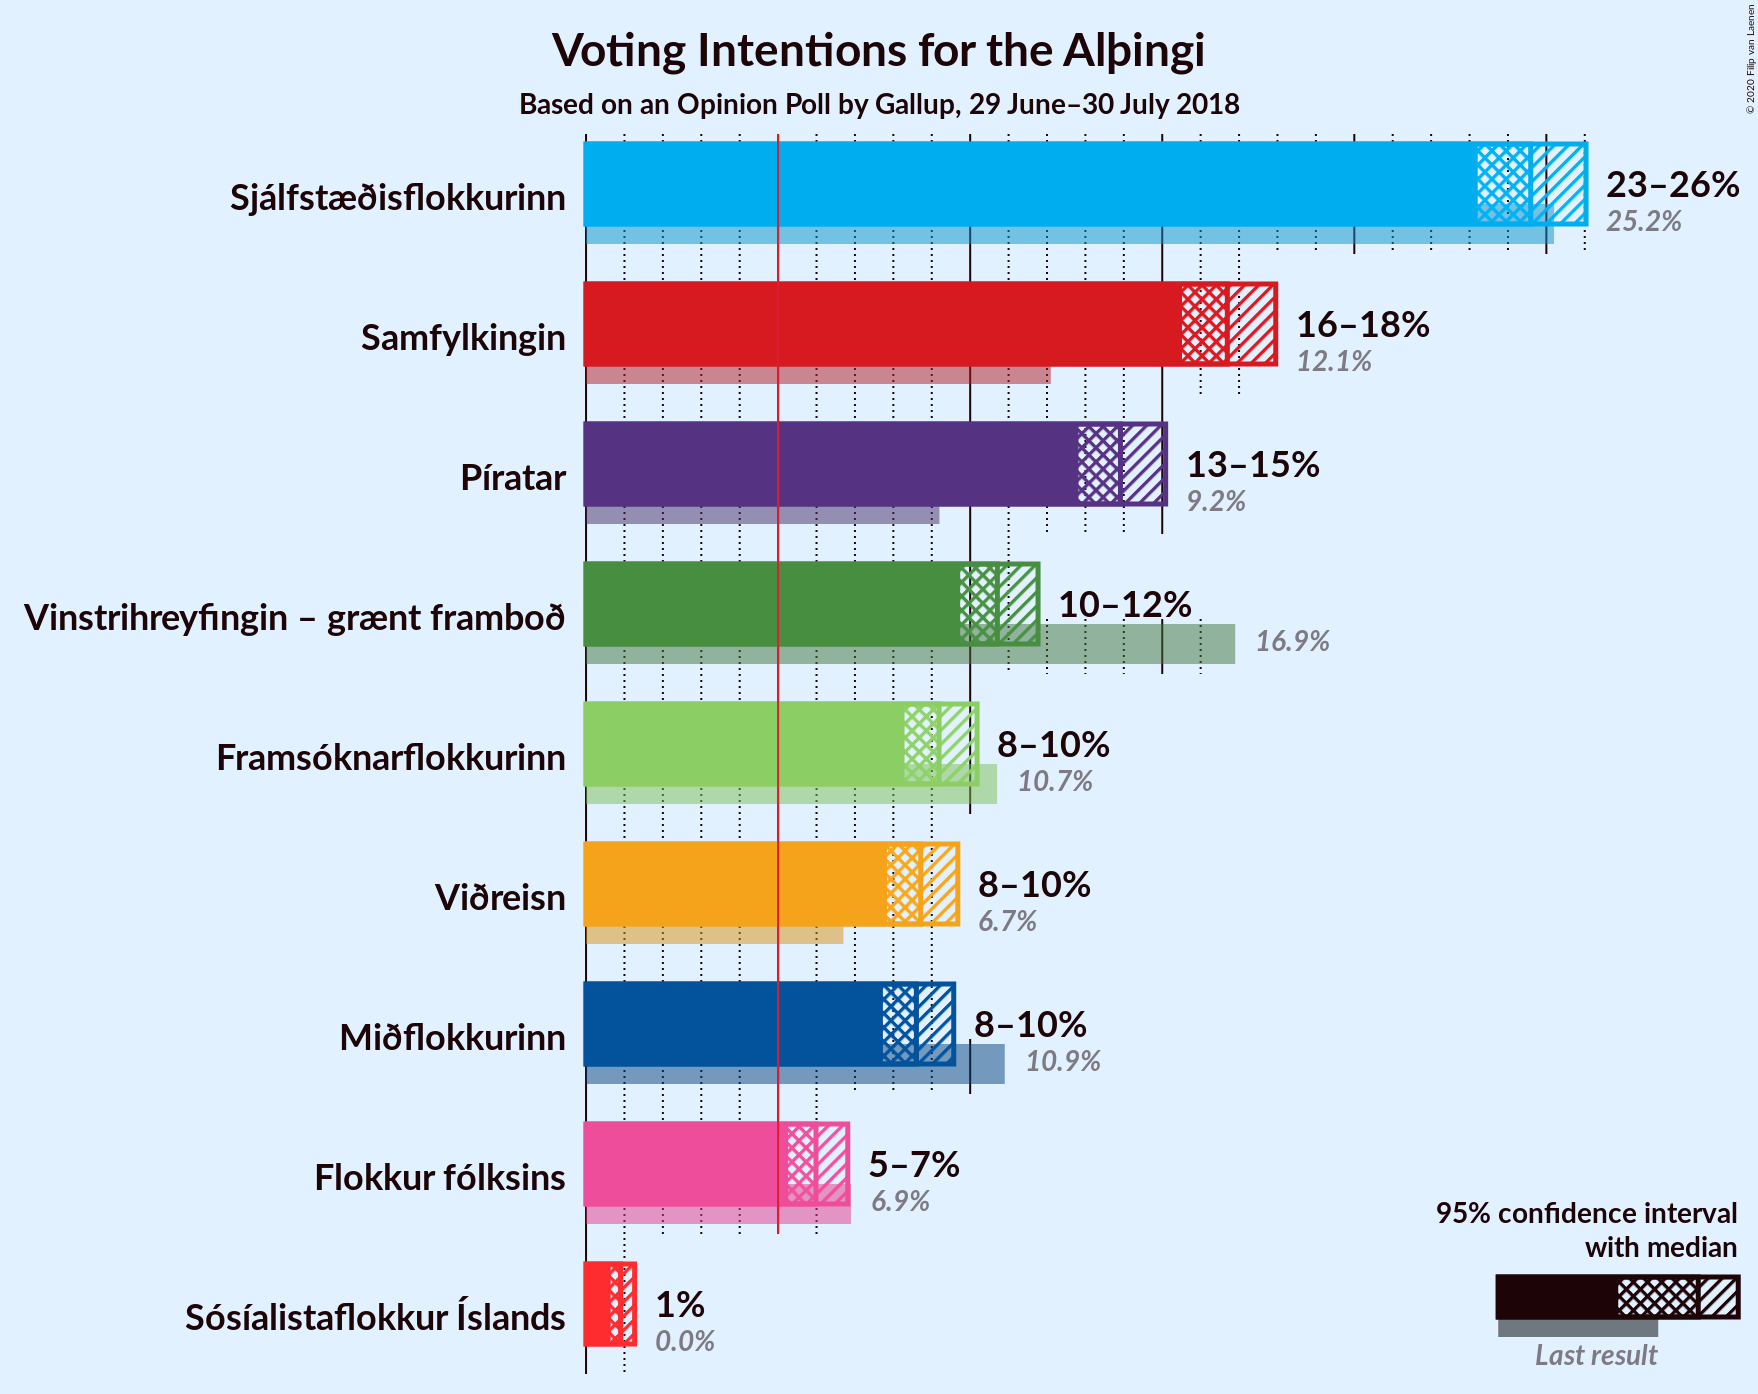 Voting Intentions for the Alþingi
Based on an Opinion Poll by Gallup, 29 June–30 July 2018
© 2020 Filip van Laenen
Sjálfstæðisflokkurinn
23–26%
25.2%
Samfylkingin
16–18%
12.1%
Píratar
13–15%
9.2%
Vinstrihreyfingin – grænt framboð
10–12%
16.9%
Framsóknarflokkurinn
8–10%
10.7%
Viðreisn
8–10%
6.7%
Miðflokkurinn
8–10%
10.9%
Flokkur fólksins
5–7%
6.9%
Sósíalistaflokkur Íslands
1%
0.0%
95% confidence interval
with median
Last result